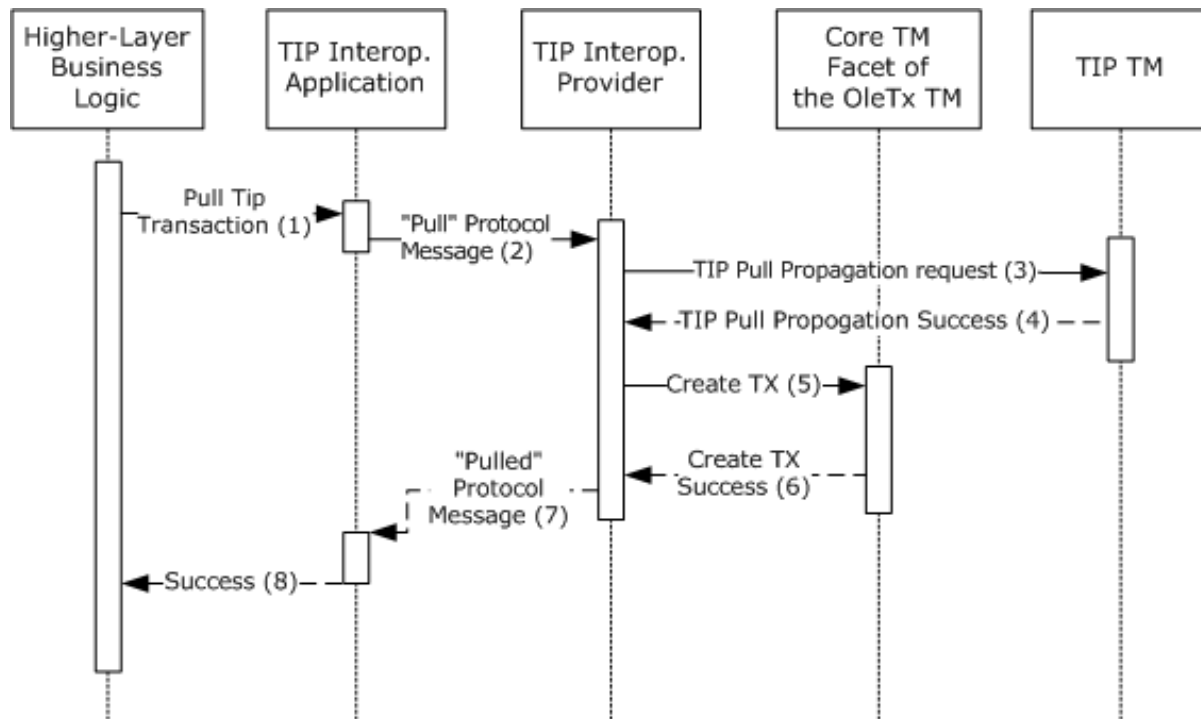 Higher-Layer
Business
Logic
TIP Interop.
Application
TIP Interop.
Provider
Core TM
Facet of
the OleTx TM
TIP TM
Pull Tip
Transaction (1)
"Pull" Protocol
Message (2)
TIP Pull Propagation request (3)
TIP Pull Propogation Success (4)
Create TX (5)
Create TX
Success (6)
"Pulled"
Protocol
Message (7)
Success (8)